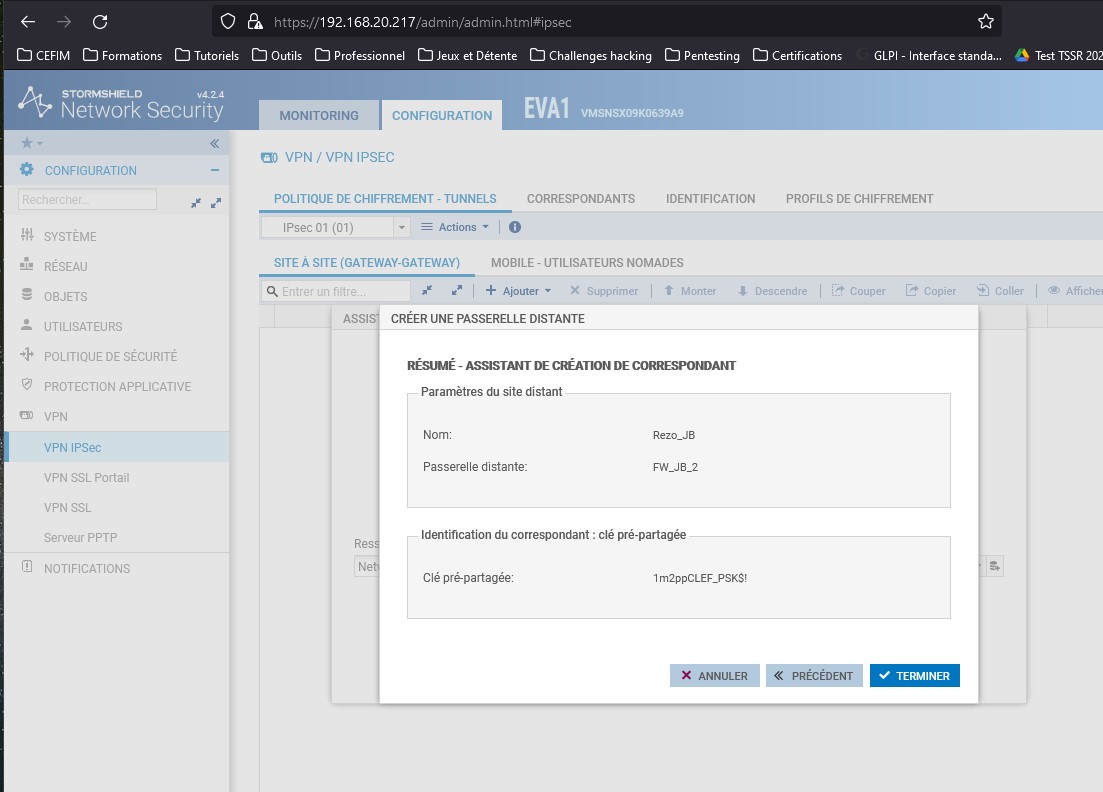 https://192.168.20.217/admin/admin.html#ipsec
CEFIM Formations Tutoriels Outils Professionnel Jeux et Détente Challenges hacking Pentesting Certifications GLPI - Interface standa... Test TSSR 202
STORMSHIELD v4.2.4
Network Security
MONITORING CONFIGURATION EVA1 VMSNSX09K0639A9
CONFIGURATION
Rechercher...
SYSTÈME
RÉSEAU
OBJETS
UTILISATEURS
POLITIQUE DE SÉCURITÉ
PROTECTION APPLICATIVE
VPN
VPN IPSec
VPN SSL Portail
VPN SSL
Serveur PPTP
NOTIFICATIONS
VPN / VPN IPSEC
POLITIQUE DE CHIFFREMENT - TUNNELS CORRESPONDANTS IDENTIFICATION PROFILS DE CHIFFREMENT
IPsec 01 (01) Actions
SITE À SITE (GATEWAY-GATEWAY) MOBILE - UTILISATEURS NOMADES
Entrer un filtre... Ajouter Supprimer Monter Descendre Couper Copier Coller Afficher
ASSIS
CRÉER UNE PASSERELLE DISTANTE
RÉSUMÉ - ASSISTANT DE CRÉATION DE CORRESPONDANT
Paramètres du site distant
Nom: Rezo_JB
Passerelle distante: FW_JB_2
Identification du correspondant : clé pré-partagée
Ress
Net
Clé pré-partagée: 1m2ppCLEF_PSK$!
ANNULER PRÉCÉDENT TERMINER